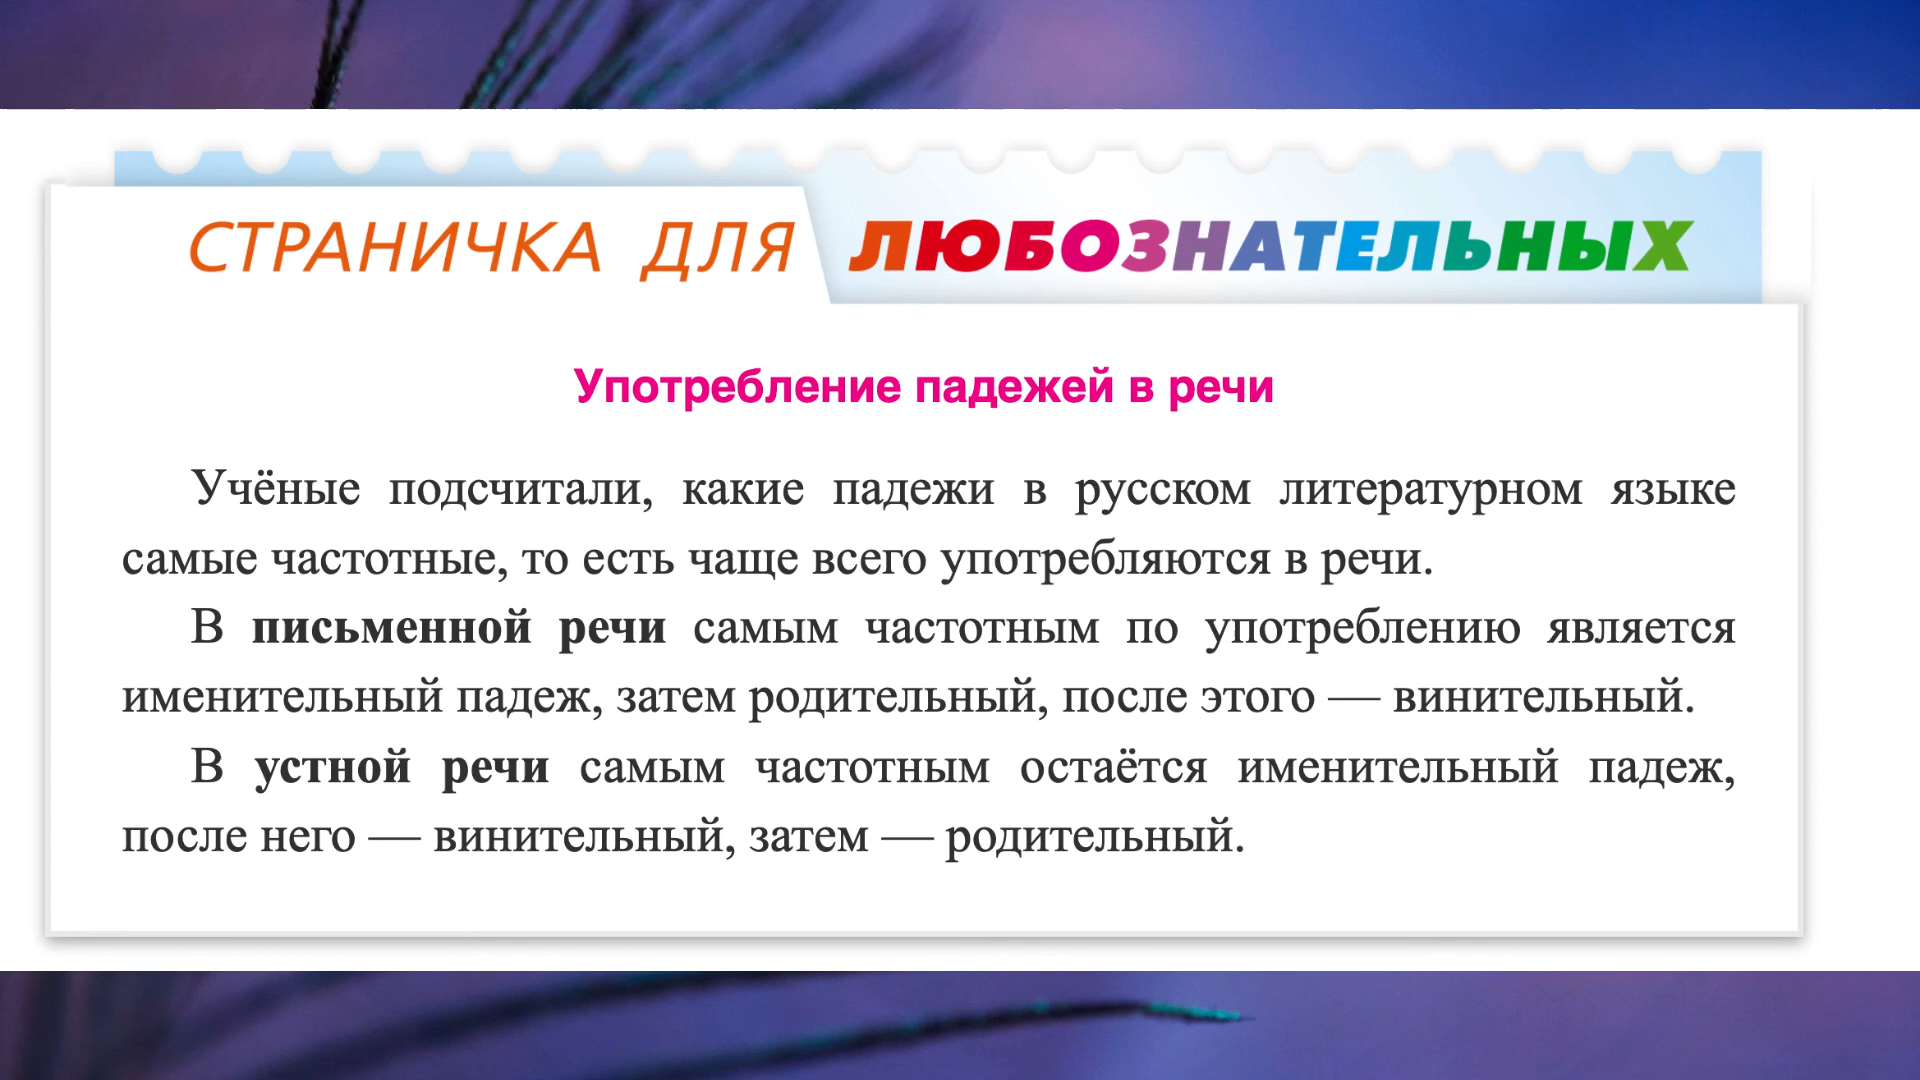 СТРАНИЧКА ДЛЯ ЛЮБОЗНАТЕЛЬНЫХ
Употребление падежей в речи
Учёные подсчитали, какие падежи в русском литературном языке
самые частотные, то есть чаще всего употребляются в речи.
В письменной речи самым частотным по употреблению является
именительный падеж, затем родительный, после этого — винительный.
В устной речи самым частотным остаётся именительный падеж,
после него — винительный, затем — родительный.